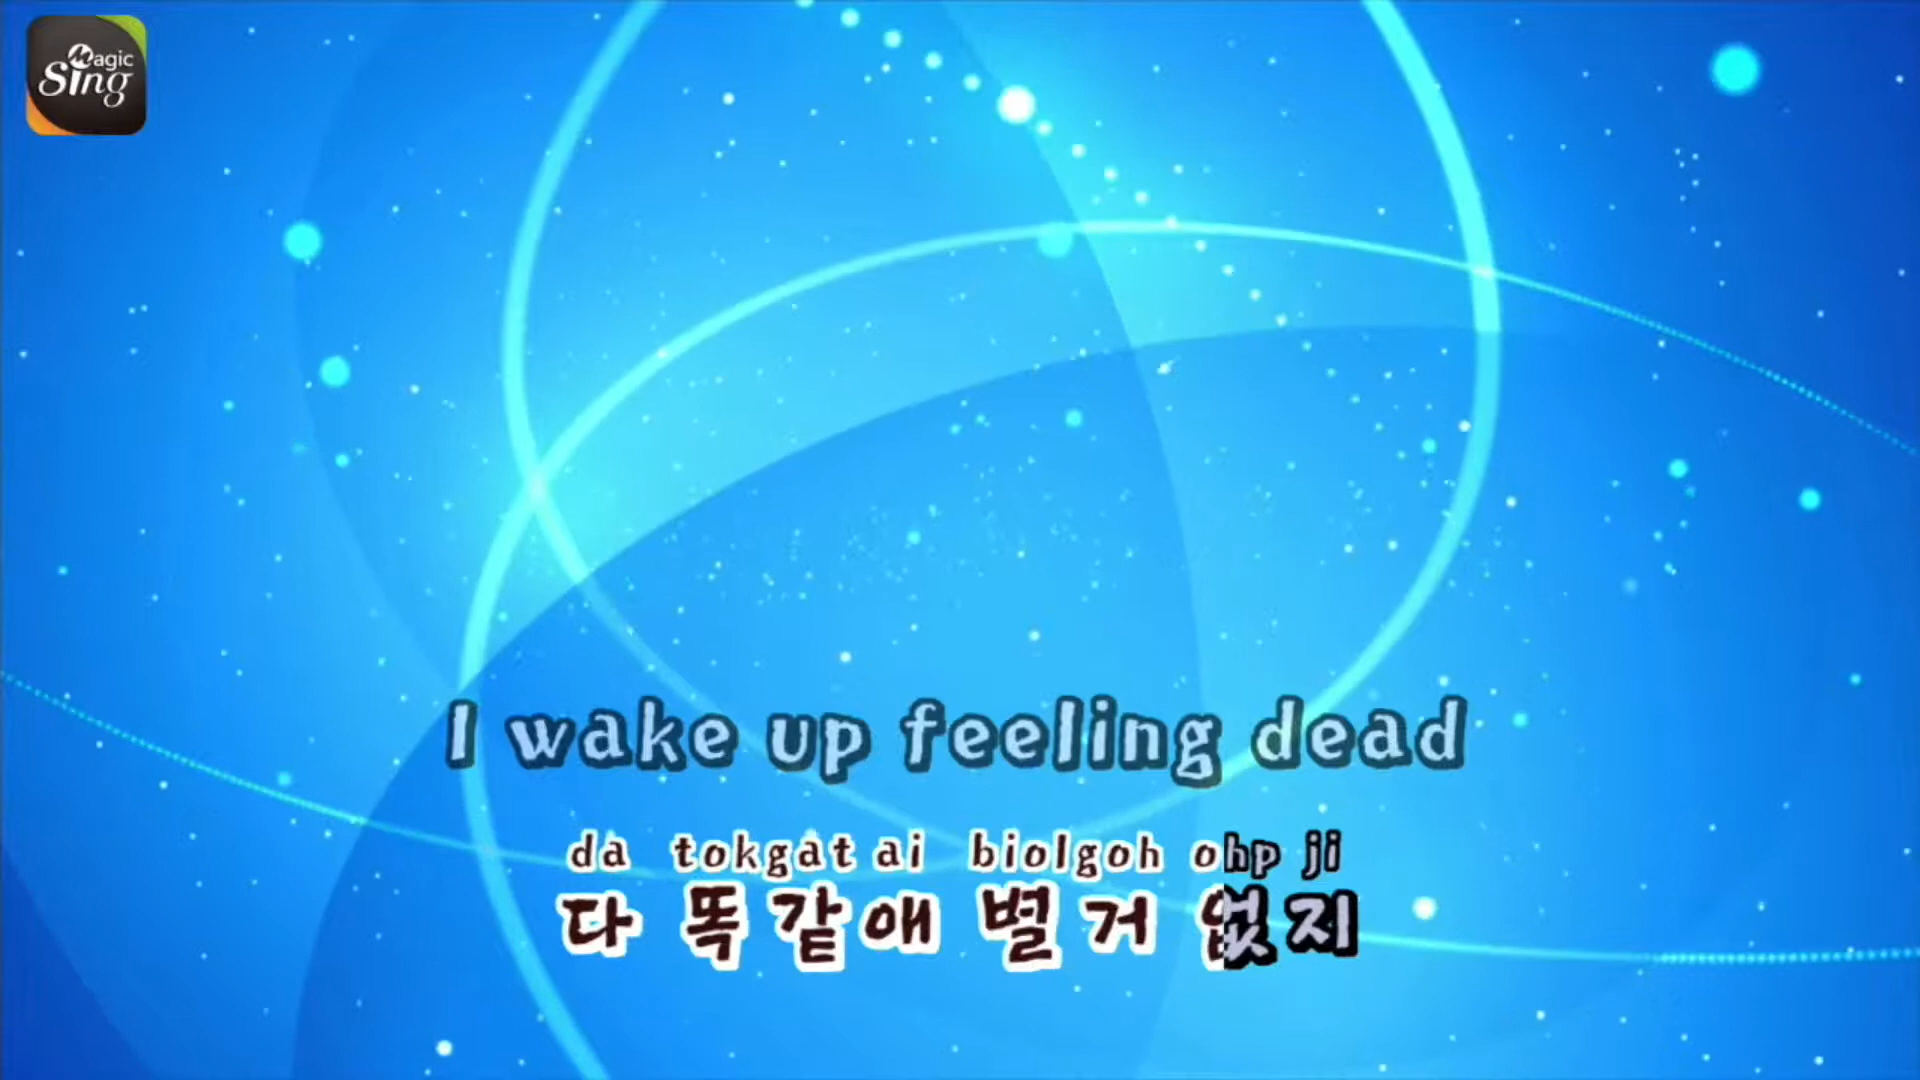 Magic
Sing
I wake up feeling dead
da tokgat ai biolgoh ohp ji
다 똑같애 별 거 없지